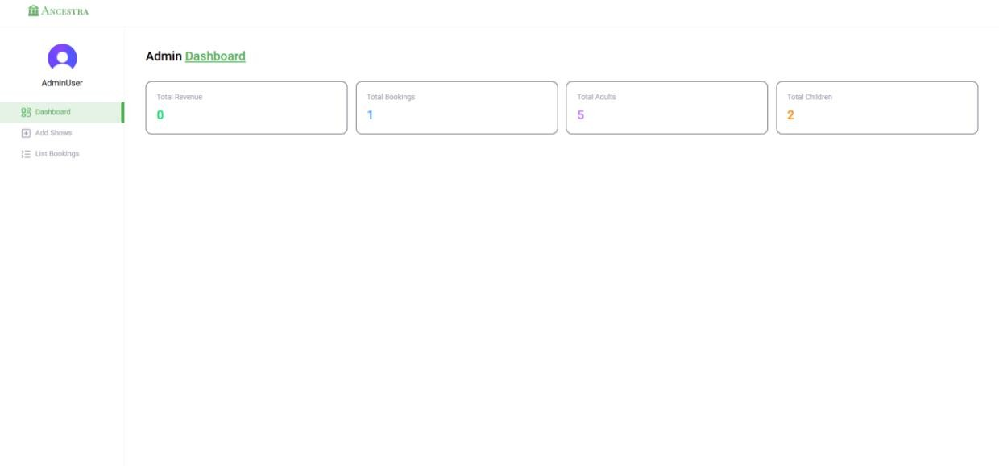 ANCESTRA
AdminUser
Dashboard
Add Shows
List Bookings
Admin Dashboard
Total Revenue
0
Total Bookings
1
Total Adults
5
Total Children
2